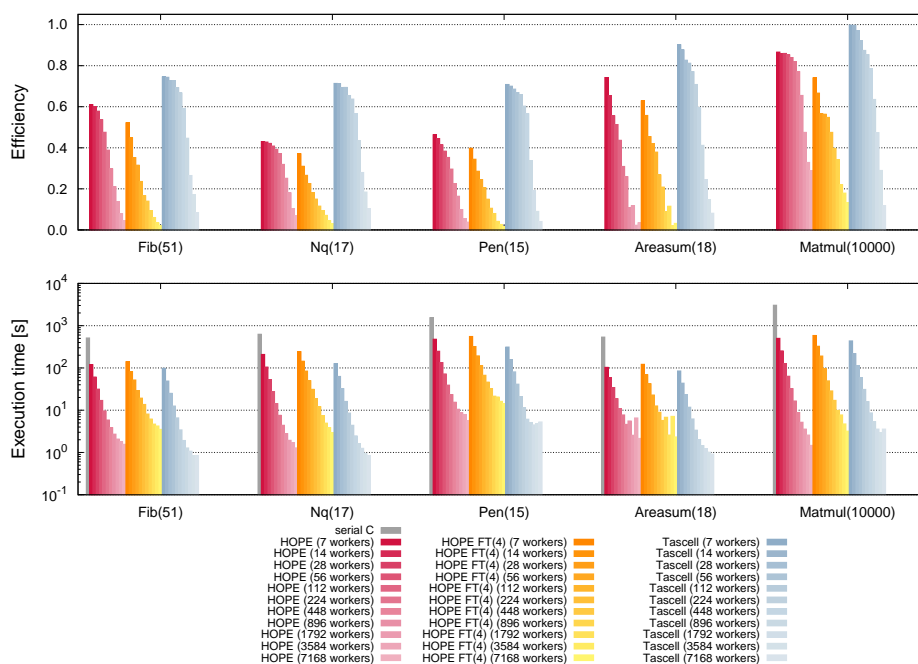 Efficiency
1.0
0.8
0.6
0.4
0.2
0.0
Fib(51) Nq(17) Pen(15) Areasum(18) Matmul(10000)
Execution time [s]
10^4
10^3
10^2
10^1
10^0
10^-1
Fib(51) Nq(17) Pen(15) Areasum(18) Matmul(10000)
serial C
HOPE (7 workers) HOPE FT(4) (7 workers) Tascell (7 workers)
HOPE (14 workers) HOPE FT(4) (14 workers) Tascell (14 workers)
HOPE (28 workers) HOPE FT(4) (28 workers) Tascell (28 workers)
HOPE (56 workers) HOPE FT(4) (56 workers) Tascell (56 workers)
HOPE (112 workers) HOPE FT(4) (112 workers) Tascell (112 workers)
HOPE (224 workers) HOPE FT(4) (224 workers) Tascell (224 workers)
HOPE (448 workers) HOPE FT(4) (448 workers) Tascell (448 workers)
HOPE (896 workers) HOPE FT(4) (896 workers) Tascell (896 workers)
HOPE (1792 workers) HOPE FT(4) (1792 workers) Tascell (1792 workers)
HOPE (3584 workers) HOPE FT(4) (3584 workers) Tascell (3584 workers)
HOPE (7168 workers) HOPE FT(4) (7168 workers) Tascell (7168 workers)